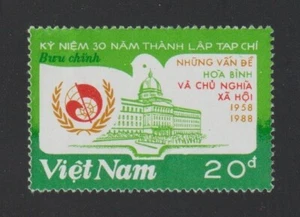 KỶ NIỆM 30 NĂM THÀNH LẬP TẠP CHÍ
Bưu chính
NHỮNG VẤN ĐỀ
HOÀ BÌNH
VÀ CHỦ NGHĨA
XÃ HỘI
1958
1988
Việt Nam
20đ